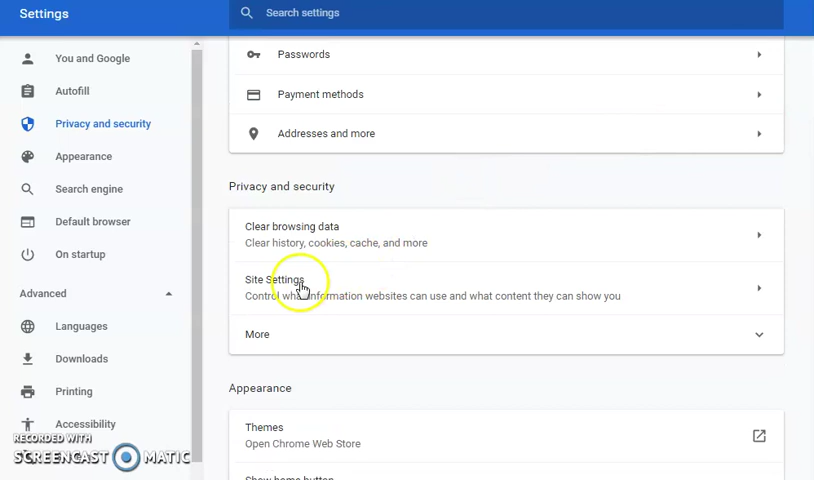 Settings
Search settings
You and Google
Autofill
Privacy and security
Appearance
Search engine
Default browser
On startup
Advanced
Languages
Downloads
Printing
Accessibility
RECORDED WITH
SCREENCAST MATIC
Passwords
Payment methods
Addresses and more
Privacy and security
Clear browsing data
Clear history, cookies, cache, and more
Site Settings
Control what information websites can use and what content they can show you
More
Appearance
Themes
Open Chrome Web Store
Show home button